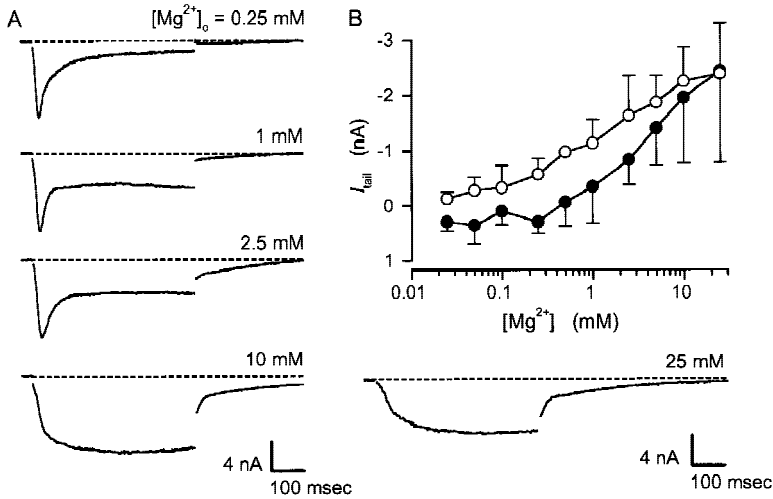 A
[Mg²⁺]ₒ = 0.25 mM
1 mM
2.5 mM
10 mM
4 nA
100 msec
B
-3
-2
-1
0
1
Iₜₐᵢₗ (nA)
0.01
0.1
1
10
[Mg²⁺] (mM)
25 mM
4 nA
100 msec